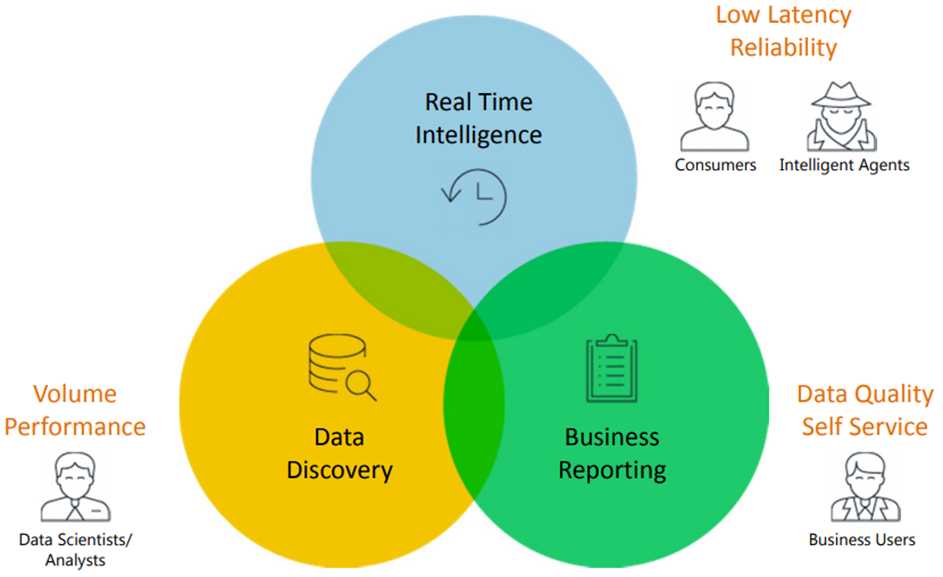 Low Latency
Reliability
Real Time
Intelligence
Consumers
Intelligent Agents
Volume
Performance
Data Scientists/
Analysts
Data
Discovery
Business
Reporting
Data Quality
Self Service
Business Users